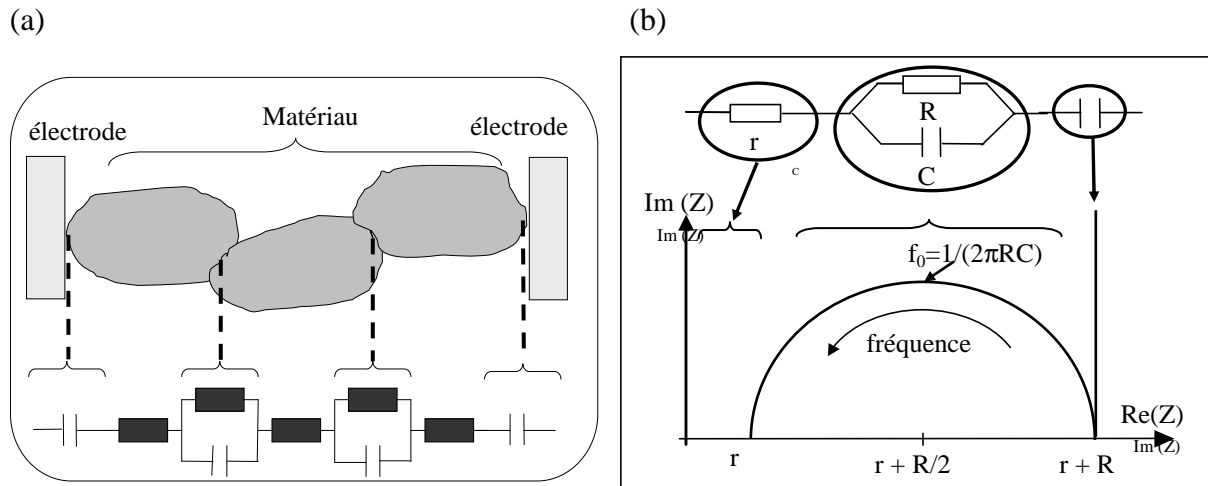 (a)
électrode
Matériau
électrode
(b)
R
r
C
C
Im (Z)
Im (Z)
f₀=1/(2πRC)
fréquence
Re(Z)
Im (Z)
r
r + R/2
r + R